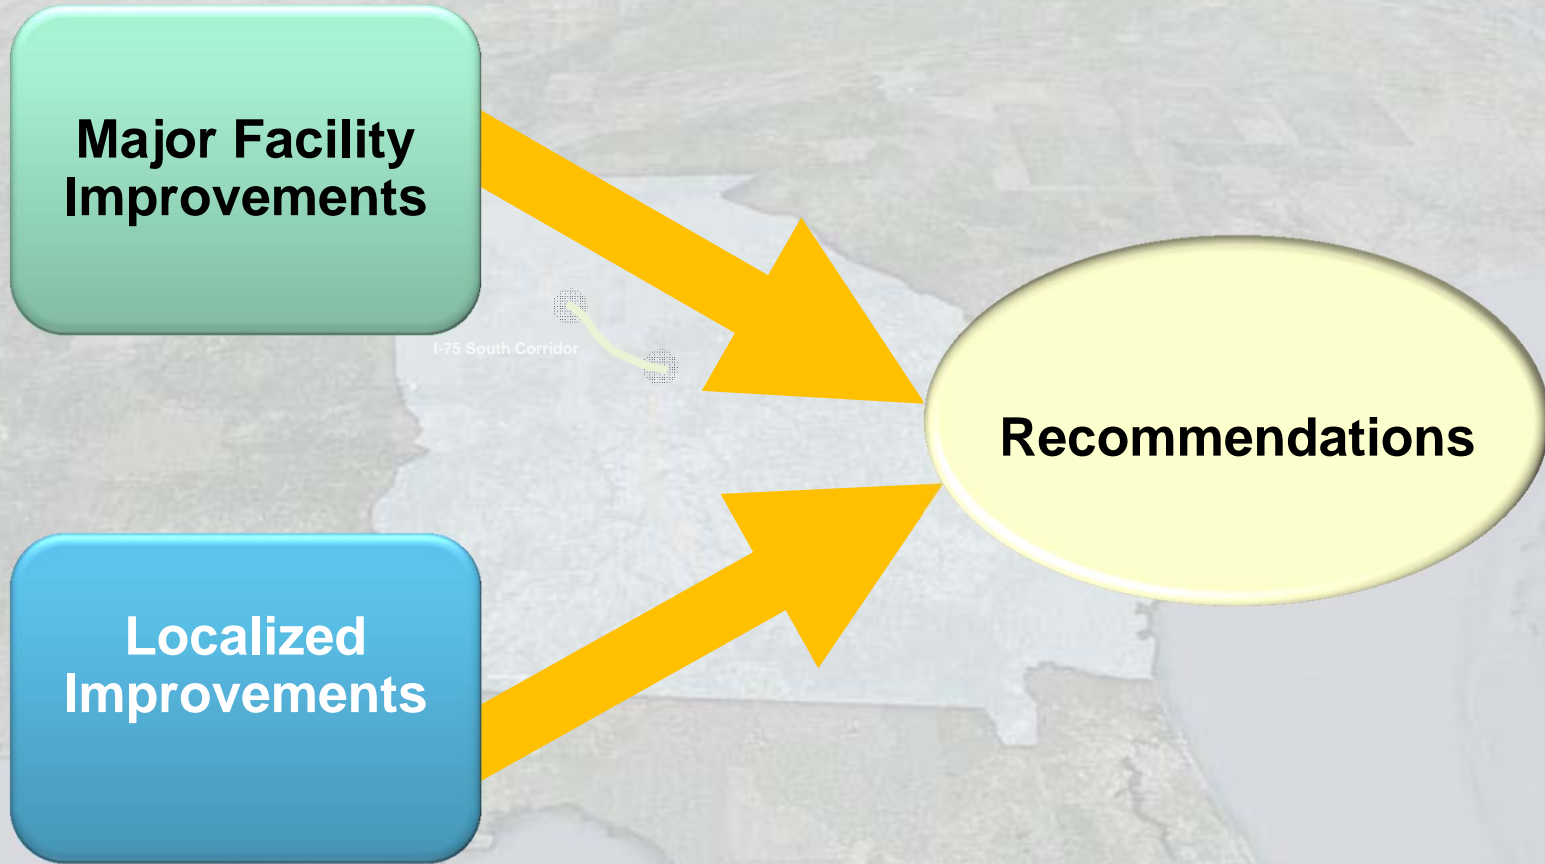 Major Facility
Improvements
I-75 South Corridor
Recommendations
Localized
Improvements